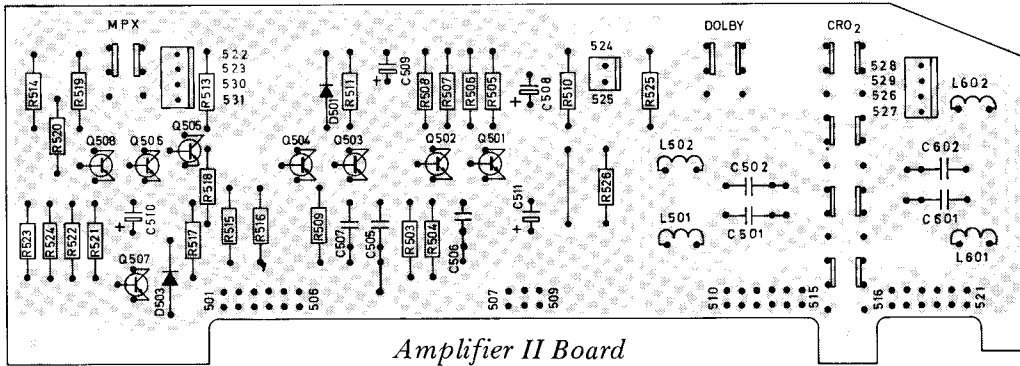 MPX
DOLBY
CRO2
522
523
530
531
524
525
528
529
526
527
R514
R519
R520
R513
D501
R511
C509
R508
R507
R506
R505
C508
R510
R525
L602
Q508
Q506
Q505
Q504
Q503
Q502
Q501
L502
C502
C602
R518
R523
R524
R522
R521
C510
R517
R515
R516
R509
C507
C505
R503
R504
C506
C511
R526
L501
C501
C601
L601
Q507
D503
501
506
507
509
510
515
516
521
Amplifier II Board